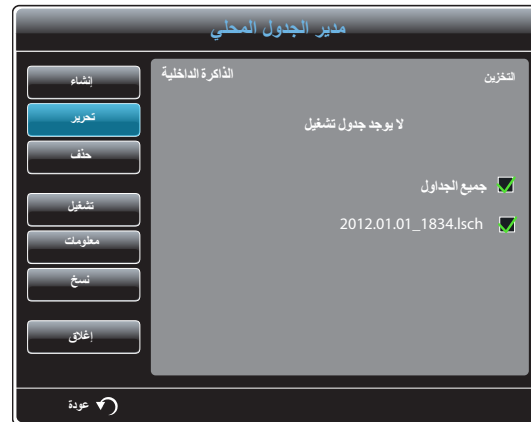 مدير الجدول المحلي
التخزين
الذاكرة الداخلية
لا يوجد جدول تشغيل
جميع الجداول
2012.01.01_1834.lsch
إنشاء
تحرير
حذف
تشغيل
معلومات
نسخ
إغلاق
عودة